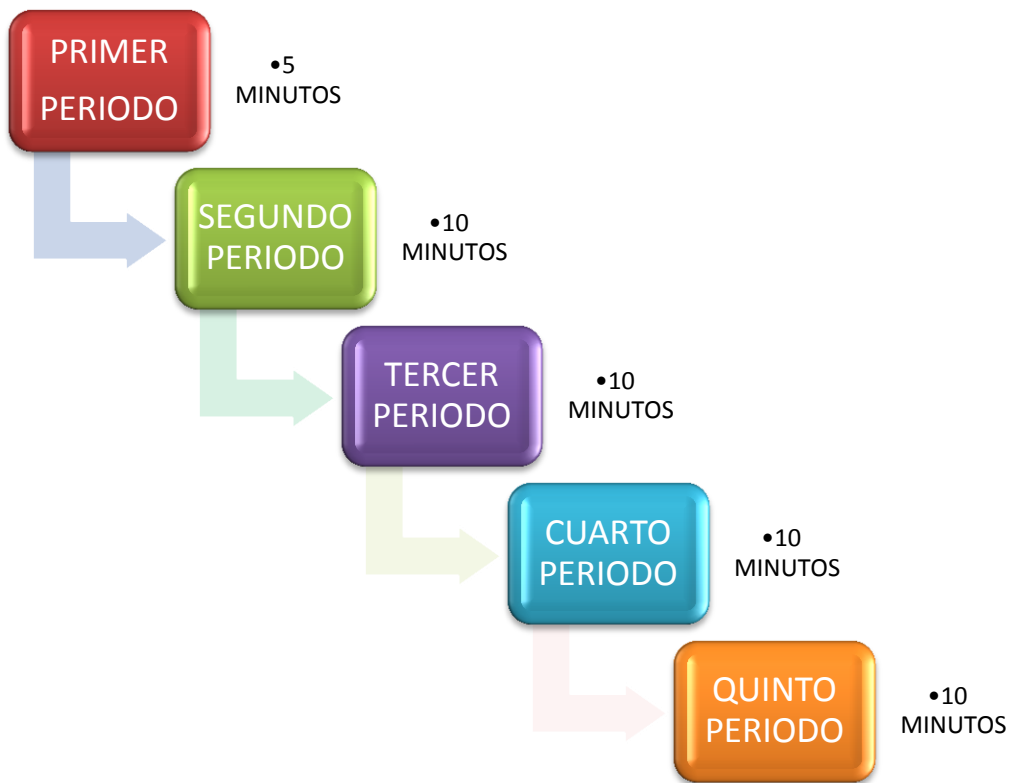 PRIMER
PERIODO
•5
MINUTOS
SEGUNDO
PERIODO
•10
MINUTOS
TERCER
PERIODO
•10
MINUTOS
CUARTO
PERIODO
•10
MINUTOS
QUINTO
PERIODO
•10
MINUTOS